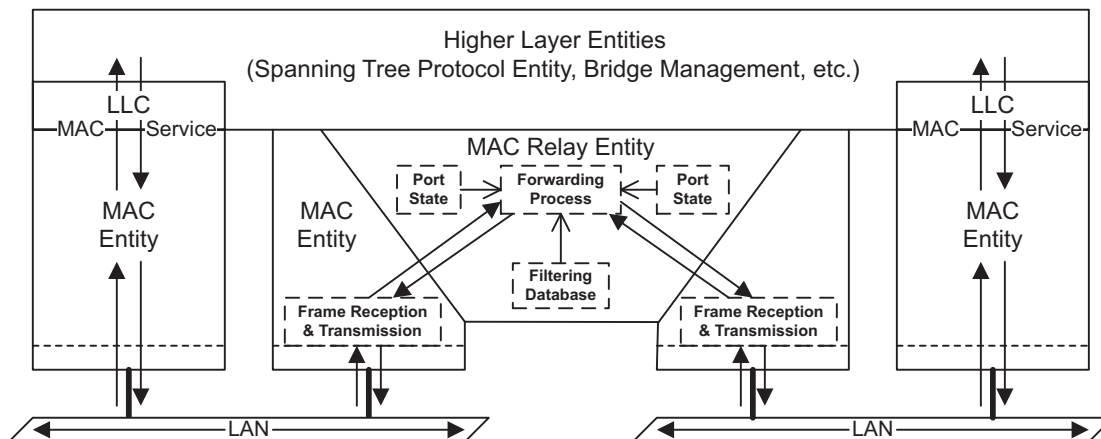 Higher Layer Entities
(Spanning Tree Protocol Entity, Bridge Management, etc.)
LLC
MAC Service
MAC
Entity
MAC
Entity
MAC Relay Entity
Port
State
Forwarding
Process
Port
State
Filtering
Database
Frame Reception
& Transmission
Frame Reception
& Transmission
LLC
MAC Service
MAC
Entity
LAN
LAN